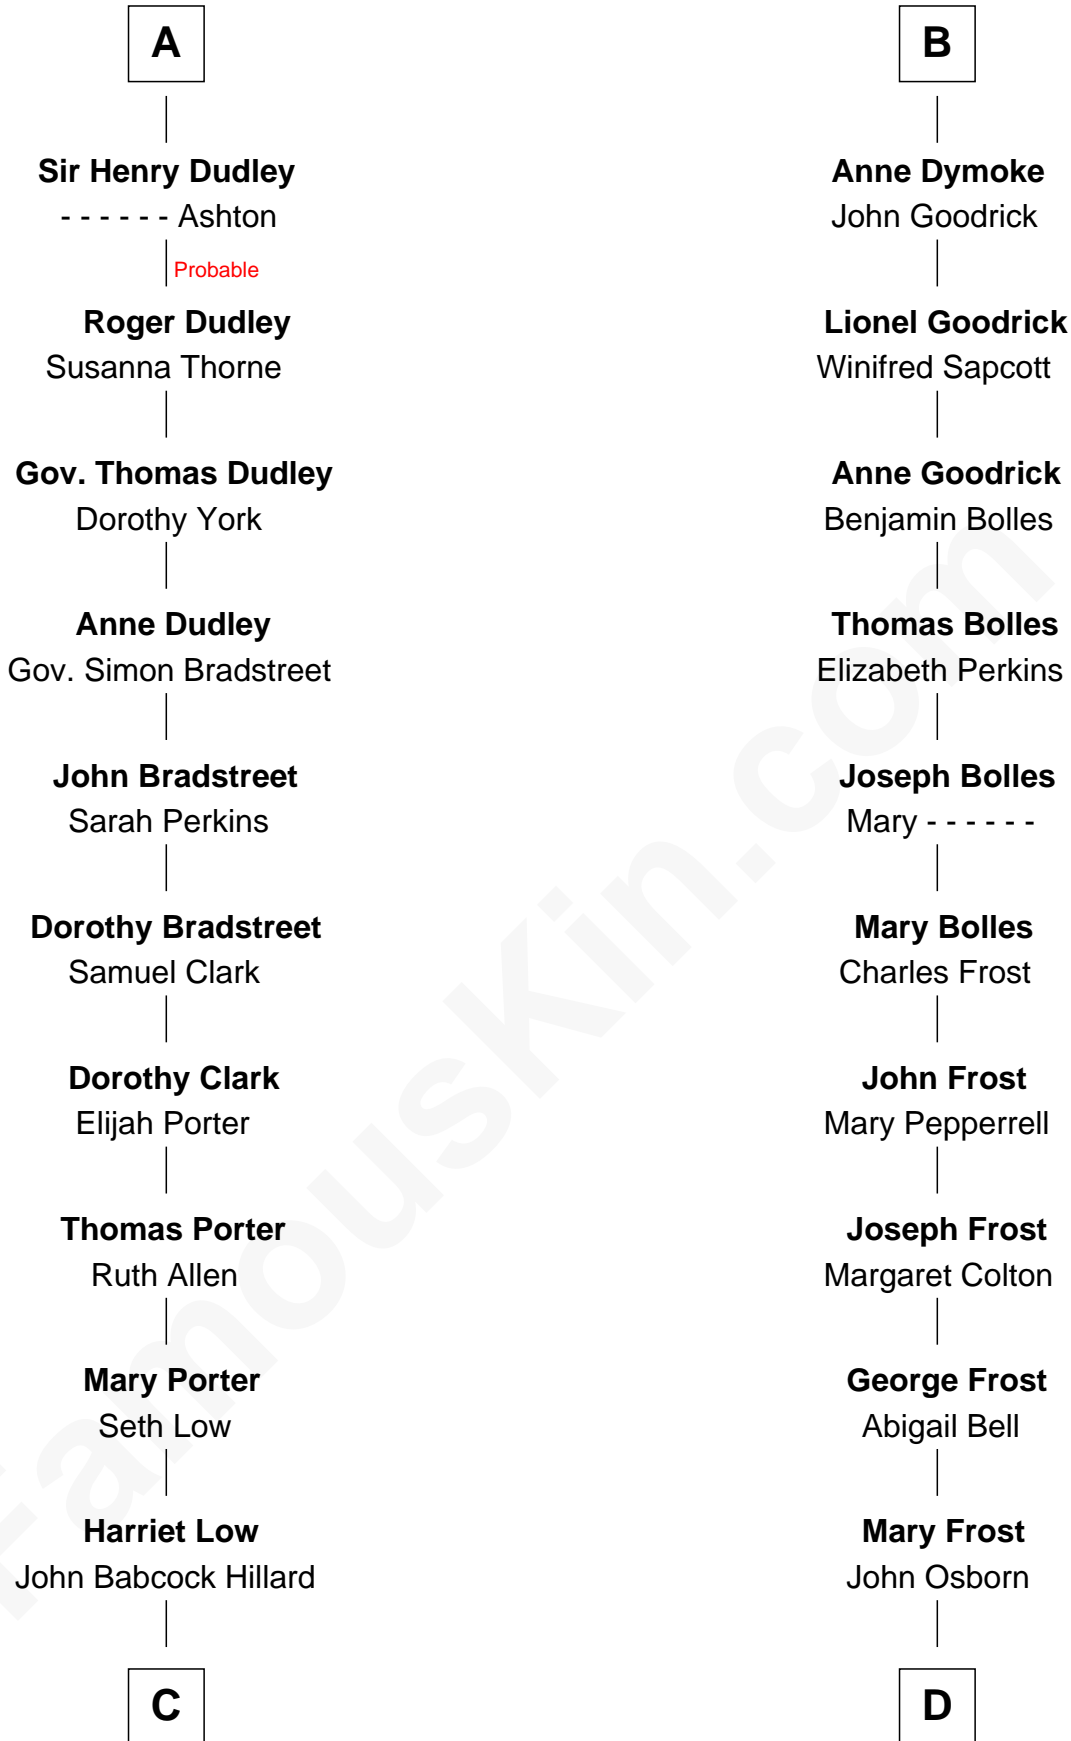 A
Sir Henry Dudley
- - - - - - Ashton
Probable
Roger Dudley
Susanna Thorne
Gov. Thomas Dudley
Dorothy York
Anne Dudley
Gov. Simon Bradstreet
John Bradstreet
Sarah Perkins
Dorothy Bradstreet
Samuel Clark
Dorothy Clark
Elijah Porter
Thomas Porter
Ruth Allen
Mary Porter
Seth Low
Harriet Low
John Babcock Hillard
C
B
Anne Dymoke
John Goodrick
Lionel Goodrick
Winifred Sapcott
Anne Goodrick
Benjamin Bolles
Thomas Bolles
Elizabeth Perkins
Joseph Bolles
Mary - - - - - -
Mary Bolles
Charles Frost
John Frost
Mary Pepperrell
Joseph Frost
Margaret Colton
George Frost
Abigail Bell
Mary Frost
John Osborn
D
FamousKin.com